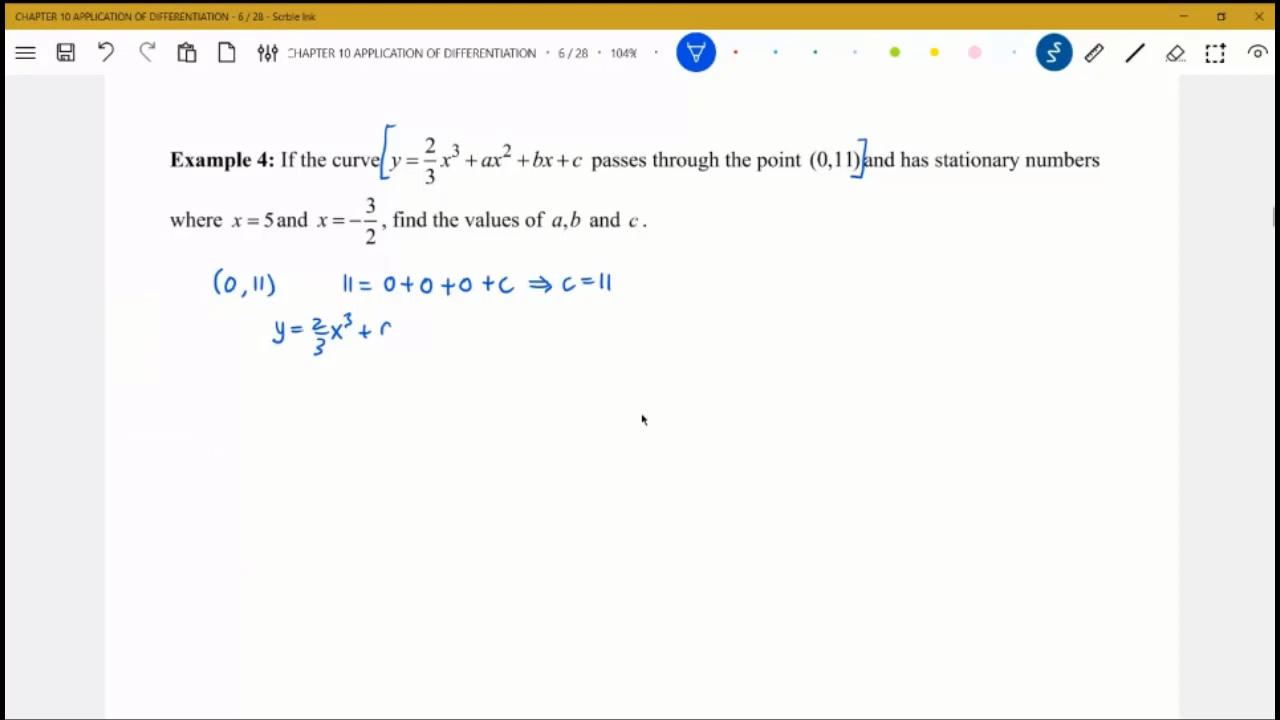 CHAPTER 10 APPLICATION OF DIFFERENTIATION - 6 / 28 - Scrble Ink
CHAPTER 10 APPLICATION OF DIFFERENTIATION • 6 / 28 • 104%
Example 4: If the curve [y = 2/3 x³ + ax² + bx + c passes through the point (0,11)] and has stationary numbers
where x = 5 and x = -3/2, find the values of a, b and c.
(0, 11) 11 = 0 + 0 + 0 + C ⇒ C = 11
y = 2/3 x³ +